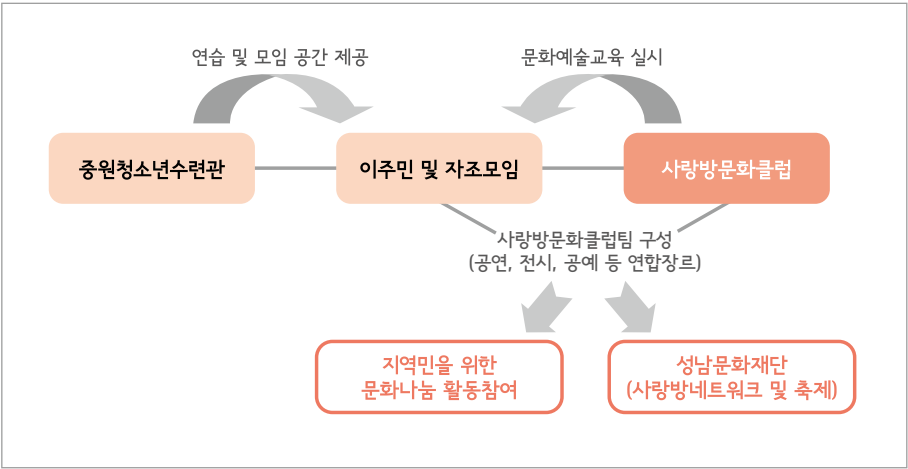 연습 및 모임 공간 제공
문화예술교육 실시
중원청소년수련관
이주민 및 자조모임
사랑방문화클럽
사랑방문화클럽팀 구성
(공연, 전시, 공예 등 연합장르)
지역민을 위한
문화나눔 활동참여
성남문화재단
(사랑방네트워크 및 축제)